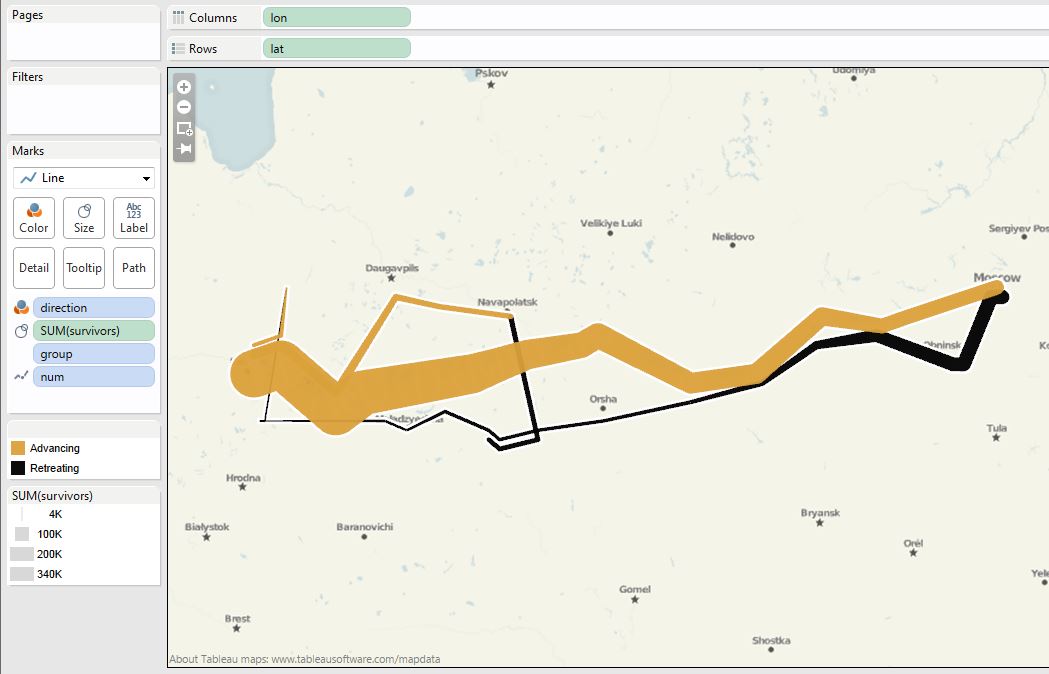 Pages
Columns
lon
Rows
lat
Filters
Marks
Line
Color
Size
Abc
123
Label
Detail
Tooltip
Path
direction
SUM(survivors)
group
num
Advancing
Retreating
SUM(survivors)
4K
100K
200K
340K
Pskov
Udomlya
Velikiye Luki
Nelidovo
Sergiyev Pos
Daugavpils
Moscow
Navapolatsk
Obninsk
Orsha
Tula
Hrodna
Bryansk
Bialystok
Baranovichi
Orël
Yele
Gomel
Brest
Shostka
About Tableau maps: www.tableausoftware.com/mapdata